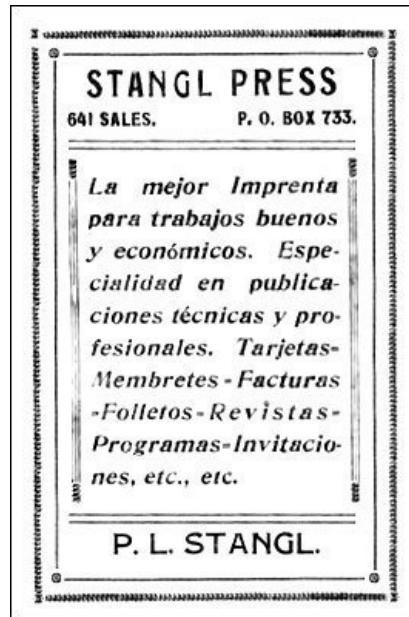 STANGL PRESS
641 SALES. P. O. BOX 733.
La mejor Imprenta
para trabajos buenos
y económicos. Espe-
cialidad en publica-
ciones técnicas y pro-
fesionales. Tarjetas-
Membretes-Facturas
-Folletos-Revistas-
Programas-Invitacio-
nes, etc., etc.
P. L. STANGL.